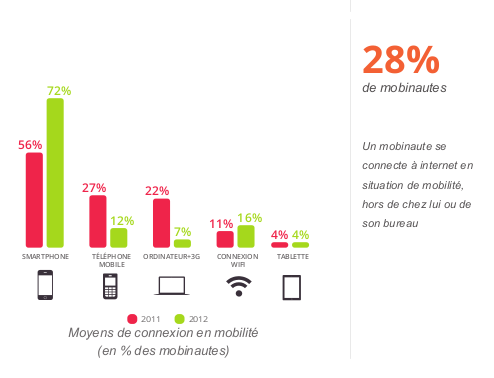 28%
de mobinautes
Un mobinaute se
connecte à internet en
situation de mobilité,
hors de chez lui ou de
son bureau
72%
56%
27%
12%
22%
7%
11%
16%
4%
4%
SMARTPHONE
TÉLÉPHONE
MOBILE
ORDINATEUR+3G
CONNEXION
WIFI
TABLETTE
2011
2012
Moyens de connexion en mobilité
(en % des mobinautes)